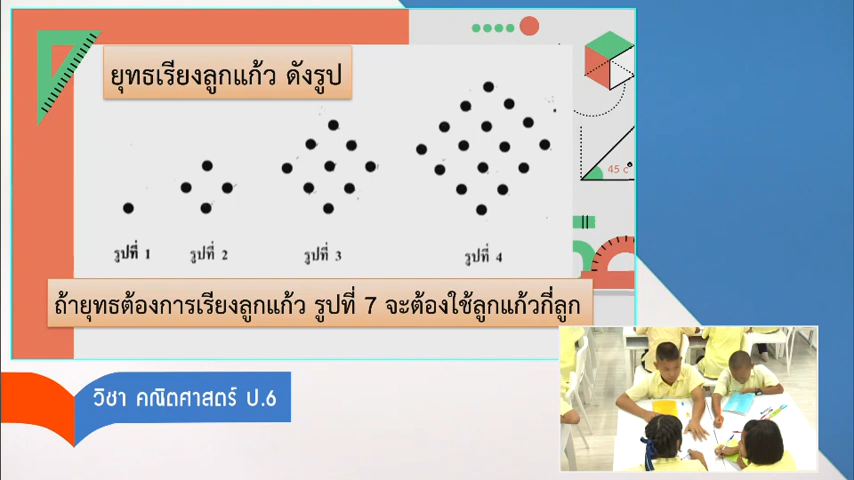 ยุทธเรียงลูกแก้ว ดังรูป
45 c
รูปที่ 1
รูปที่ 2
รูปที่ 3
รูปที่ 4
ถ้ายุทธต้องการเรียงลูกแก้ว รูปที่ 7 จะต้องใช้ลูกแก้วกี่ลูก
วิชา คณิตศาสตร์ ป.6